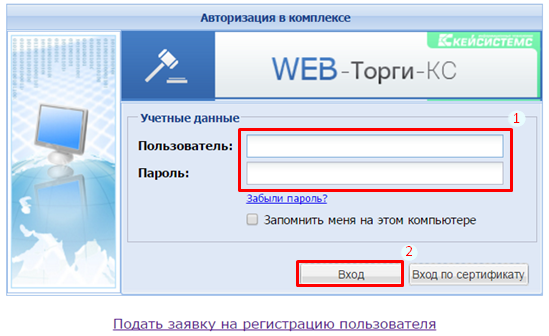 Авторизация в комплексе
КЕЙСИСТЕМС
WEB-Торги-КС
Учетные данные
1
Пользователь:
Пароль:
Забыли пароль?
Запомнить меня на этом компьютере
2
Вход Вход по сертификату
Подать заявку на регистрацию пользователя